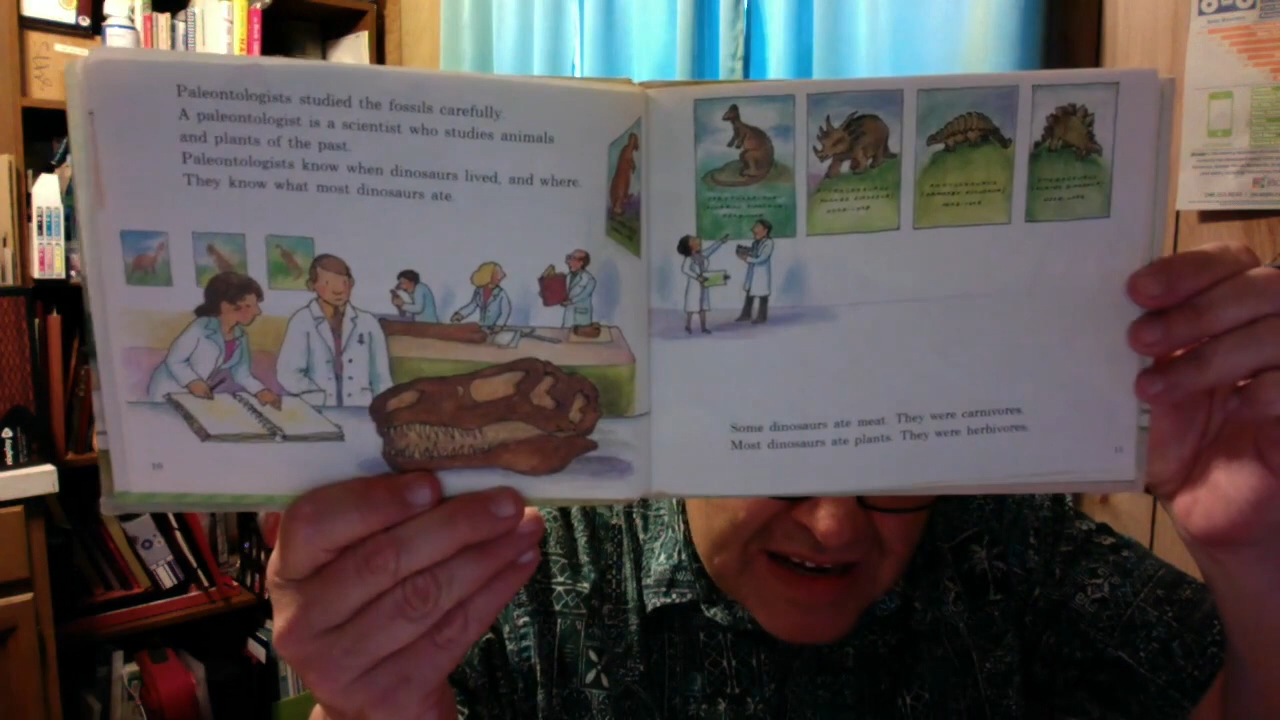 Paleontologists studied the fossils carefully.
A paleontologist is a scientist who studies animals
and plants of the past.
Paleontologists know when dinosaurs lived, and where.
They know what most dinosaurs ate.
10
Some dinosaurs ate meat. They were carnivores.
Most dinosaurs ate plants. They were herbivores.
11